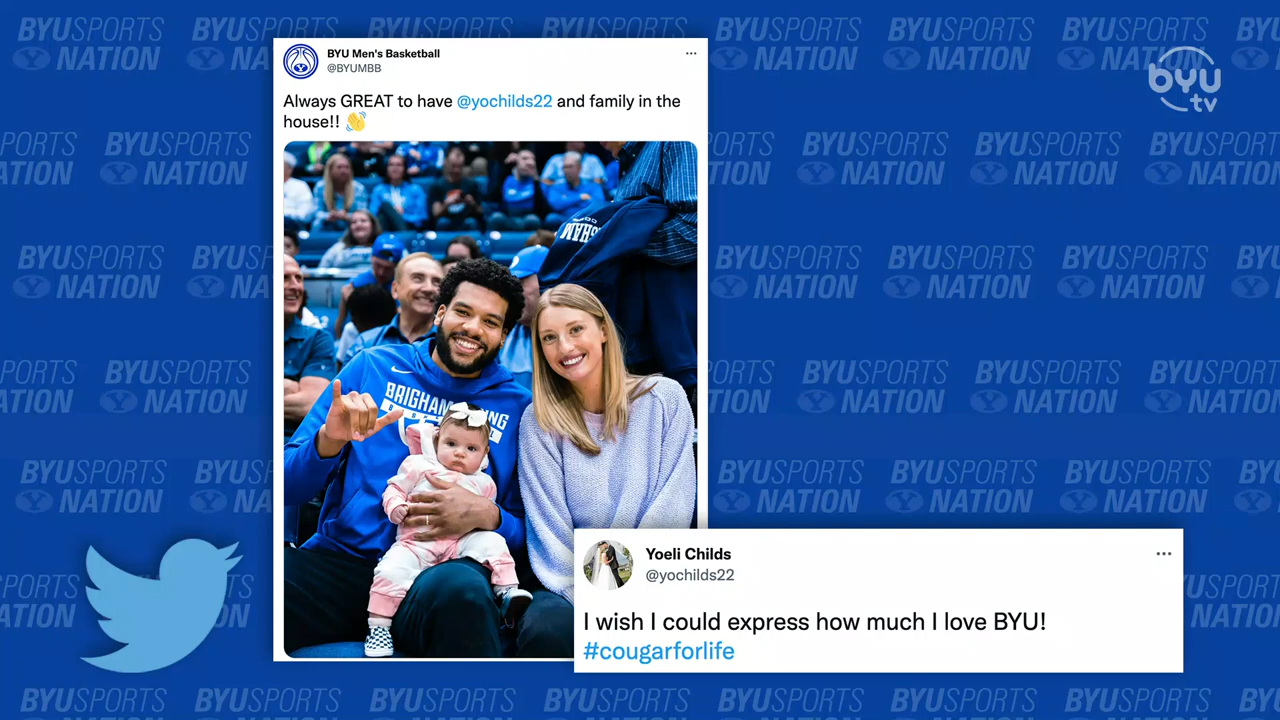 BYUSPORTS NATION
byu
tv
BYU Men's Basketball
@BYUMBB
Always GREAT to have @yochilds22 and family in the
house!! 👋
BRIGHAM
Yoeli Childs
@yochilds22
I wish I could express how much I love BYU!
#cougarforlife